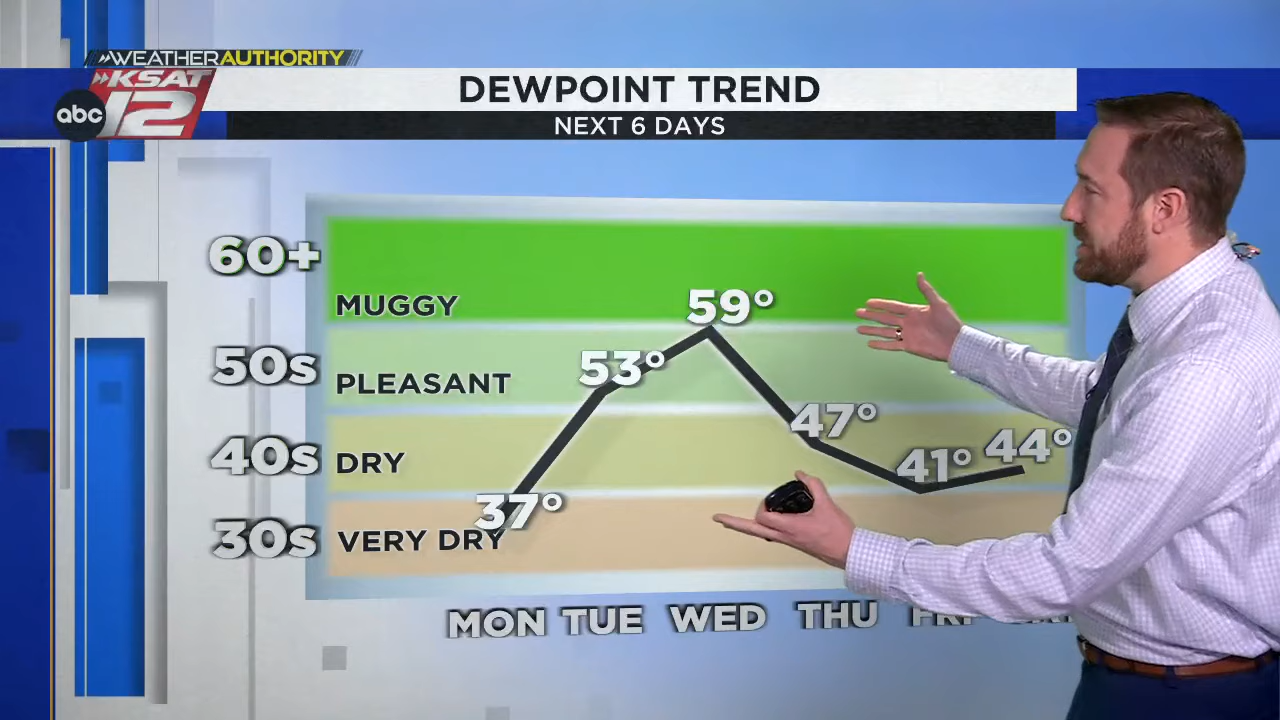 WEATHER AUTHORITY
KSAT
abc 12
DEWPOINT TREND
NEXT 6 DAYS
60+
MUGGY
59°
50s
PLEASANT
53°
47°
40s
DRY
41°
44°
37°
30s
VERY DRY
MON TUE WED THU FRI